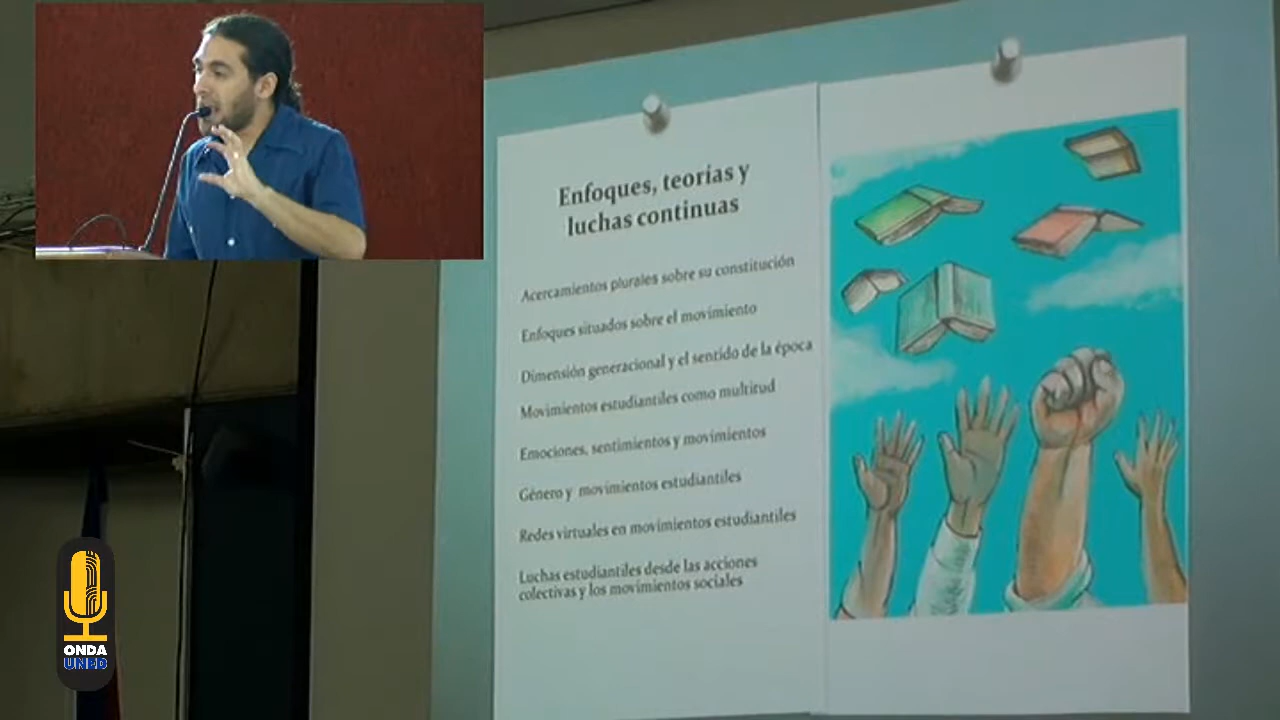 Enfoques, teorías y
luchas continuas
Acercamientos plurales sobre su constitución
Enfoques situados sobre el movimiento
Dimensión generacional y el sentido de la época
Movimientos estudiantiles como multitud
Emociones, sentimientos y movimientos
Género y movimientos estudiantiles
Redes virtuales en movimientos estudiantiles
Luchas estudiantiles desde las acciones
colectivas y los movimientos sociales
ONDA
UNED